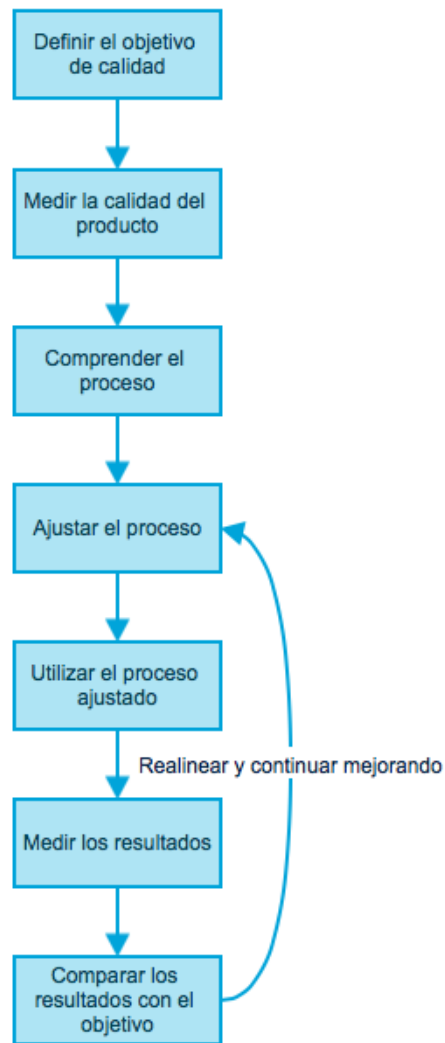 Definir el objetivo
de calidad
Medir la calidad del
producto
Comprender el
proceso
Ajustar el proceso
Utilizar el proceso
ajustado
Realinear y continuar mejorando
Medir los resultados
Comparar los
resultados con el
objetivo